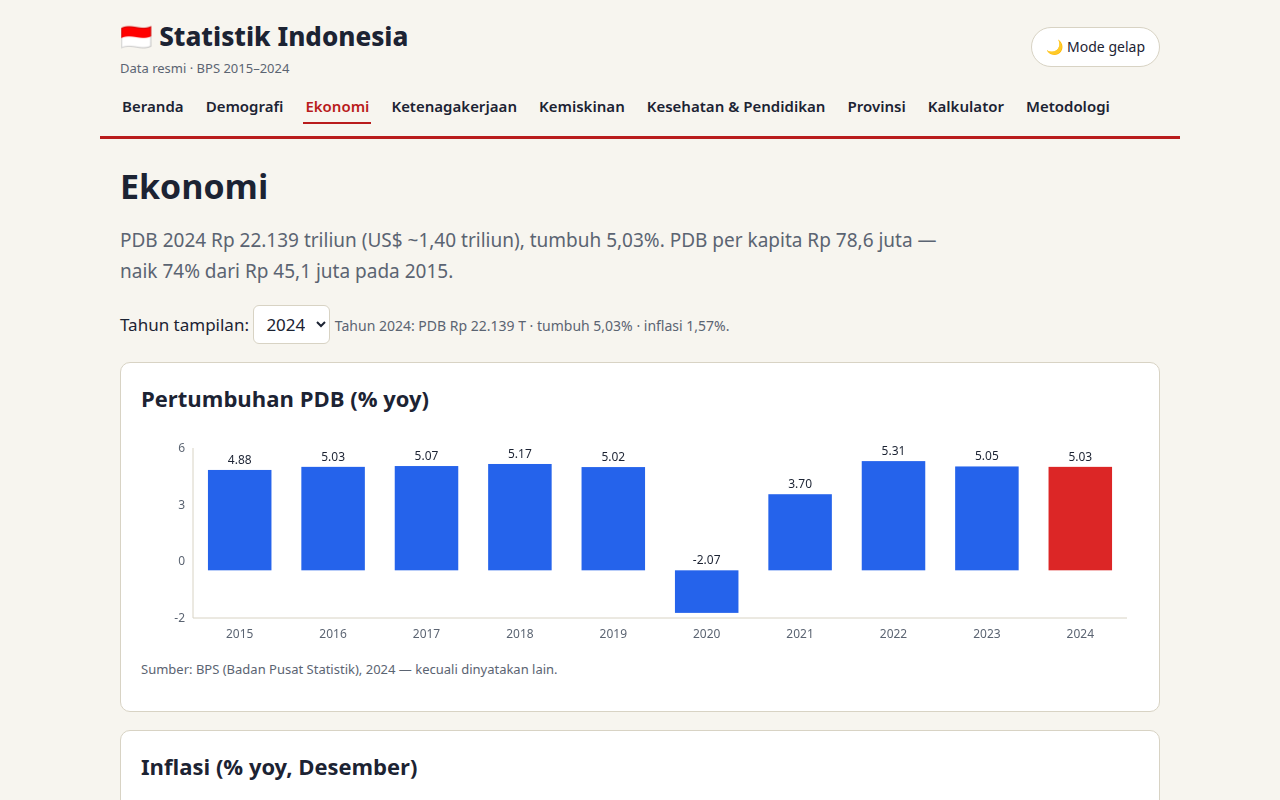 🇮🇩 Statistik Indonesia
Data resmi · BPS 2015–2024
🌙 Mode gelap
Beranda Demografi Ekonomi Ketenagakerjaan Kemiskinan Kesehatan & Pendidikan Provinsi Kalkulator Metodologi
Ekonomi
PDB 2024 Rp 22.139 triliun (US$ ~1,40 triliun), tumbuh 5,03%. PDB per kapita Rp 78,6 juta —
naik 74% dari Rp 45,1 juta pada 2015.
Tahun tampilan: 2024 Tahun 2024: PDB Rp 22.139 T · tumbuh 5,03% · inflasi 1,57%.
Pertumbuhan PDB (% yoy)
6
3
0
-2
4.88 5.03 5.07 5.17 5.02 -2.07 3.70 5.31 5.05 5.03
2015 2016 2017 2018 2019 2020 2021 2022 2023 2024
Sumber: BPS (Badan Pusat Statistik), 2024 — kecuali dinyatakan lain.
Inflasi (% yoy, Desember)